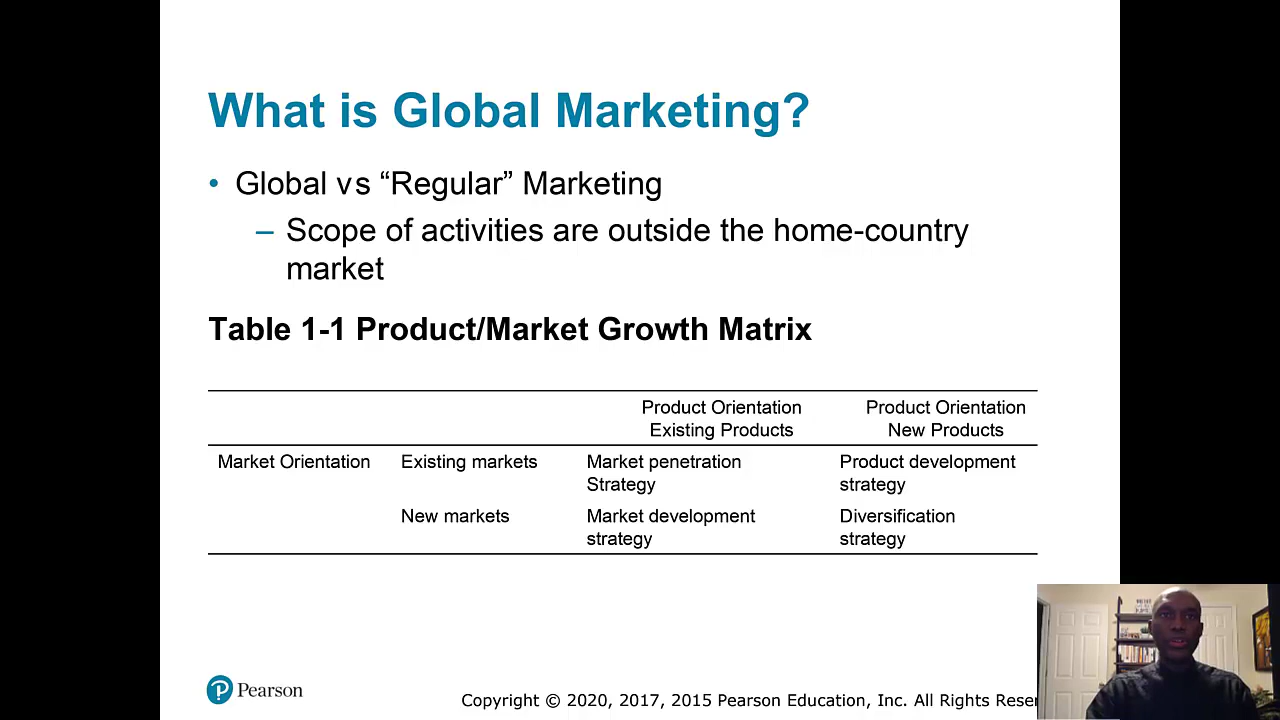 What is Global Marketing?
• Global vs “Regular” Marketing
– Scope of activities are outside the home-country
market
Table 1-1 Product/Market Growth Matrix
Product Orientation Product Orientation
Existing Products New Products
Market Orientation Existing markets Market penetration Product development
Strategy strategy
New markets Market development Diversification
strategy strategy
Pearson
Copyright © 2020, 2017, 2015 Pearson Education, Inc. All Rights Reser